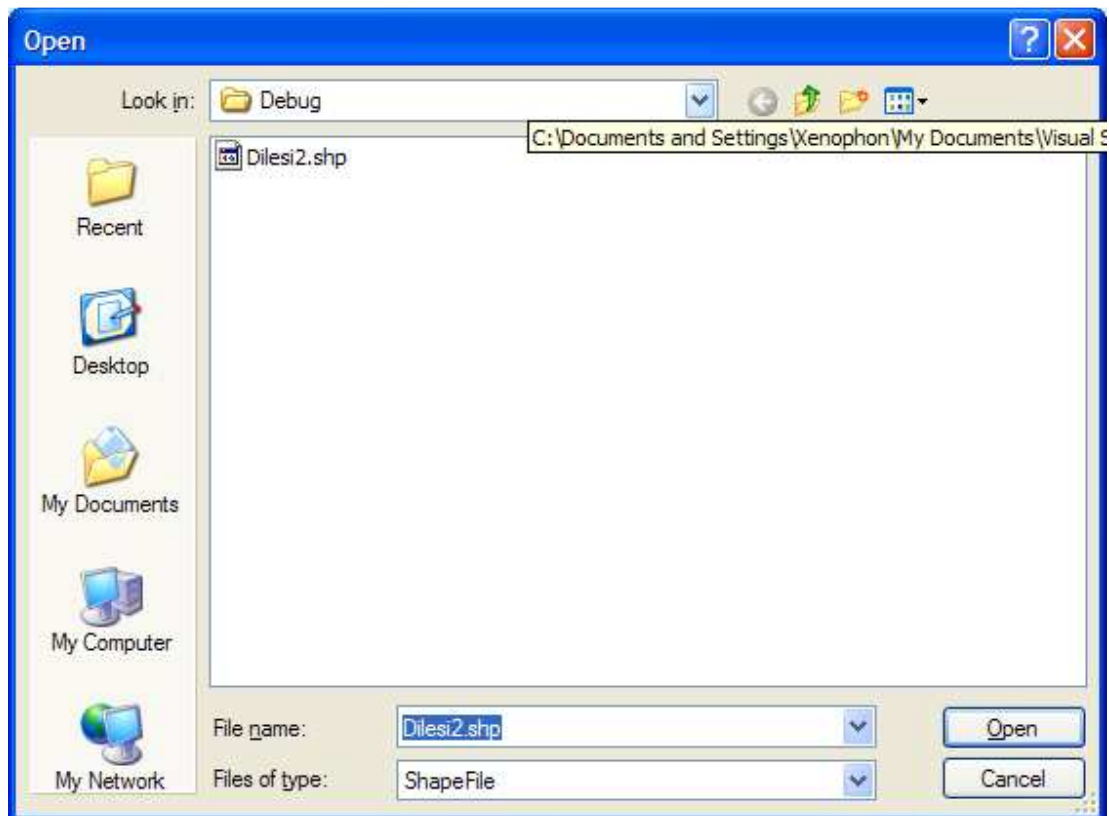 Open
Look in:
Debug
C:\Documents and Settings\Xenophon\My Documents\Visual S
Dilesi2.shp
Recent
Desktop
My Documents
My Computer
My Network
File name:
Dilesi2.shp
Open
Files of type:
ShapeFile
Cancel